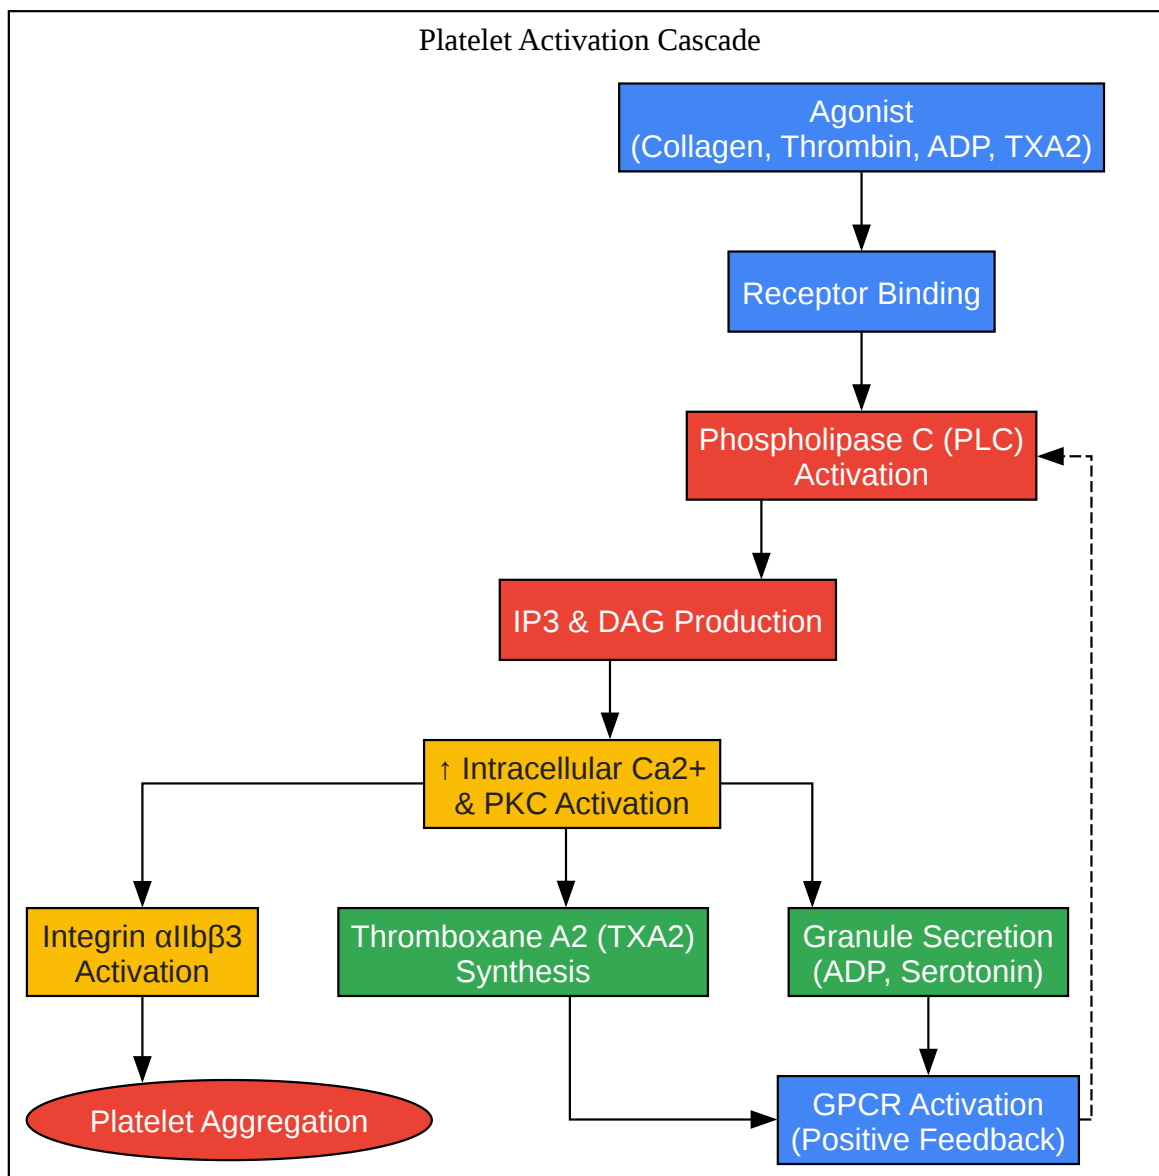 Platelet Activation Cascade
Agonist
(Collagen, Thrombin, ADP, TXA2)
Receptor Binding
Phospholipase C (PLC)
Activation
IP3 & DAG Production
↑ Intracellular Ca2+
& PKC Activation
Integrin αIIbβ3
Activation
Thromboxane A2 (TXA2)
Synthesis
Granule Secretion
(ADP, Serotonin)
Platelet Aggregation
GPCR Activation
(Positive Feedback)